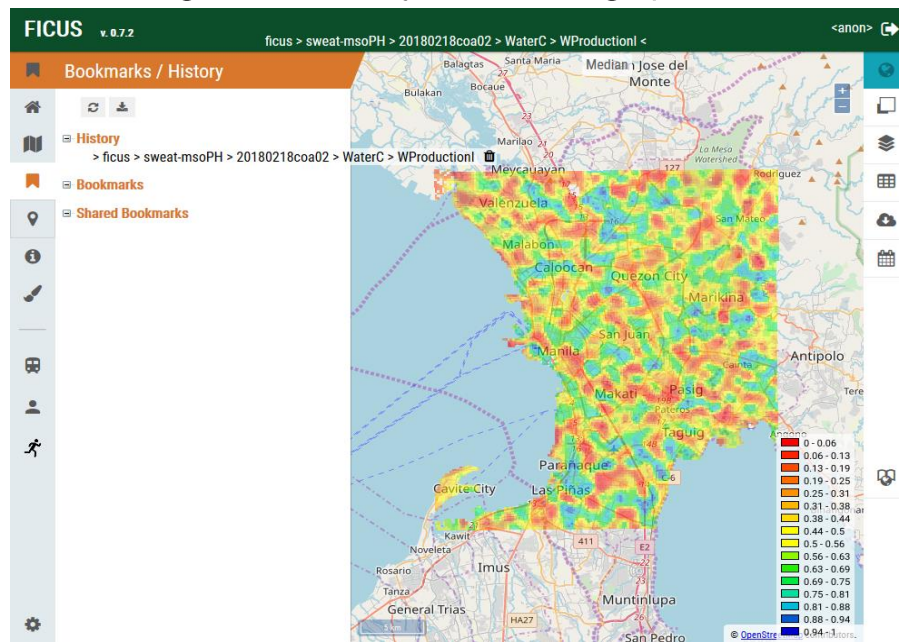 FICUS v. 0.7.2
<anon>
ficus > sweat-msoPH > 20180218coa02 > WaterC > WProductionl <
Bookmarks / History
History
> ficus > sweat-msoPH > 20180218coa02 > WaterC > WProductionl
Bookmarks
Shared Bookmarks
Median
Balagtas
Santa Maria
Jose del
Monte
27
Bulakan
Bocaue
23
Marilao
La Mesa
Watershed
Meycauayan
127
Rodriguez
Valenzuela
San Mateo
Malabon
Caloocan
Quezon City
Marikina
San Juan
Manila
Cainta
Antipolo
Makati
Pasig
Pateros
Taguig
Parañaque
C-6
Cavite City
Las Piñas
Kawit
411
E2
Noveleta
Rosario
Imus
Tanza
General Trias
HA27
Muntinlupa
26
San Pedro
5 km
0 - 0.06
0.06 - 0.13
0.13 - 0.19
0.19 - 0.25
0.25 - 0.31
0.31 - 0.38
0.38 - 0.44
0.44 - 0.5
0.5 - 0.56
0.56 - 0.63
0.63 - 0.69
0.69 - 0.75
0.75 - 0.81
0.81 - 0.88
0.88 - 0.94
0.94 - 1
© OpenStre